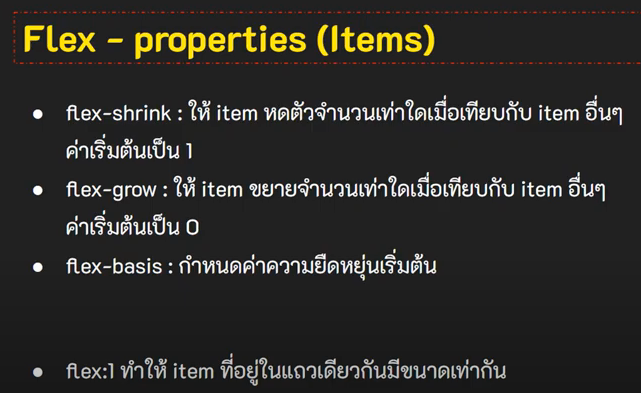 Flex - properties (Items)
● flex-shrink : ให้ item หดตัวจำนวนเท่าใดเมื่อเทียบกับ item อื่นๆ
ค่าเริ่มต้นเป็น 1
● flex-grow : ให้ item ขยายจำนวนเท่าใดเมื่อเทียบกับ item อื่นๆ
ค่าเริ่มต้นเป็น 0
● flex-basis : กำหนดค่าความยืดหยุ่นเริ่มต้น
● flex:1 ทำให้ item ที่อยู่ในแถวเดียวกันมีขนาดเท่ากัน